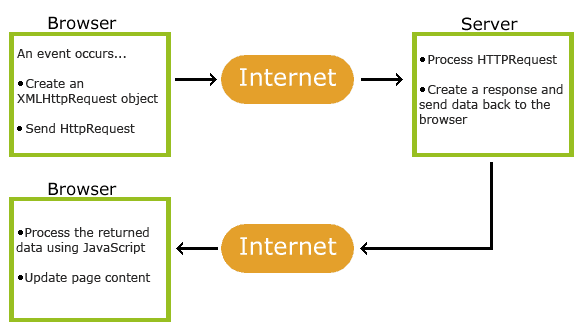 Browser
An event occurs...
•Create an
XMLHttpRequest object
• Send HttpRequest
Internet
Server
•Process HTTPRequest
•Create a response and
send data back to the
browser
Browser
•Process the returned
data using JavaScript
•Update page content
Internet